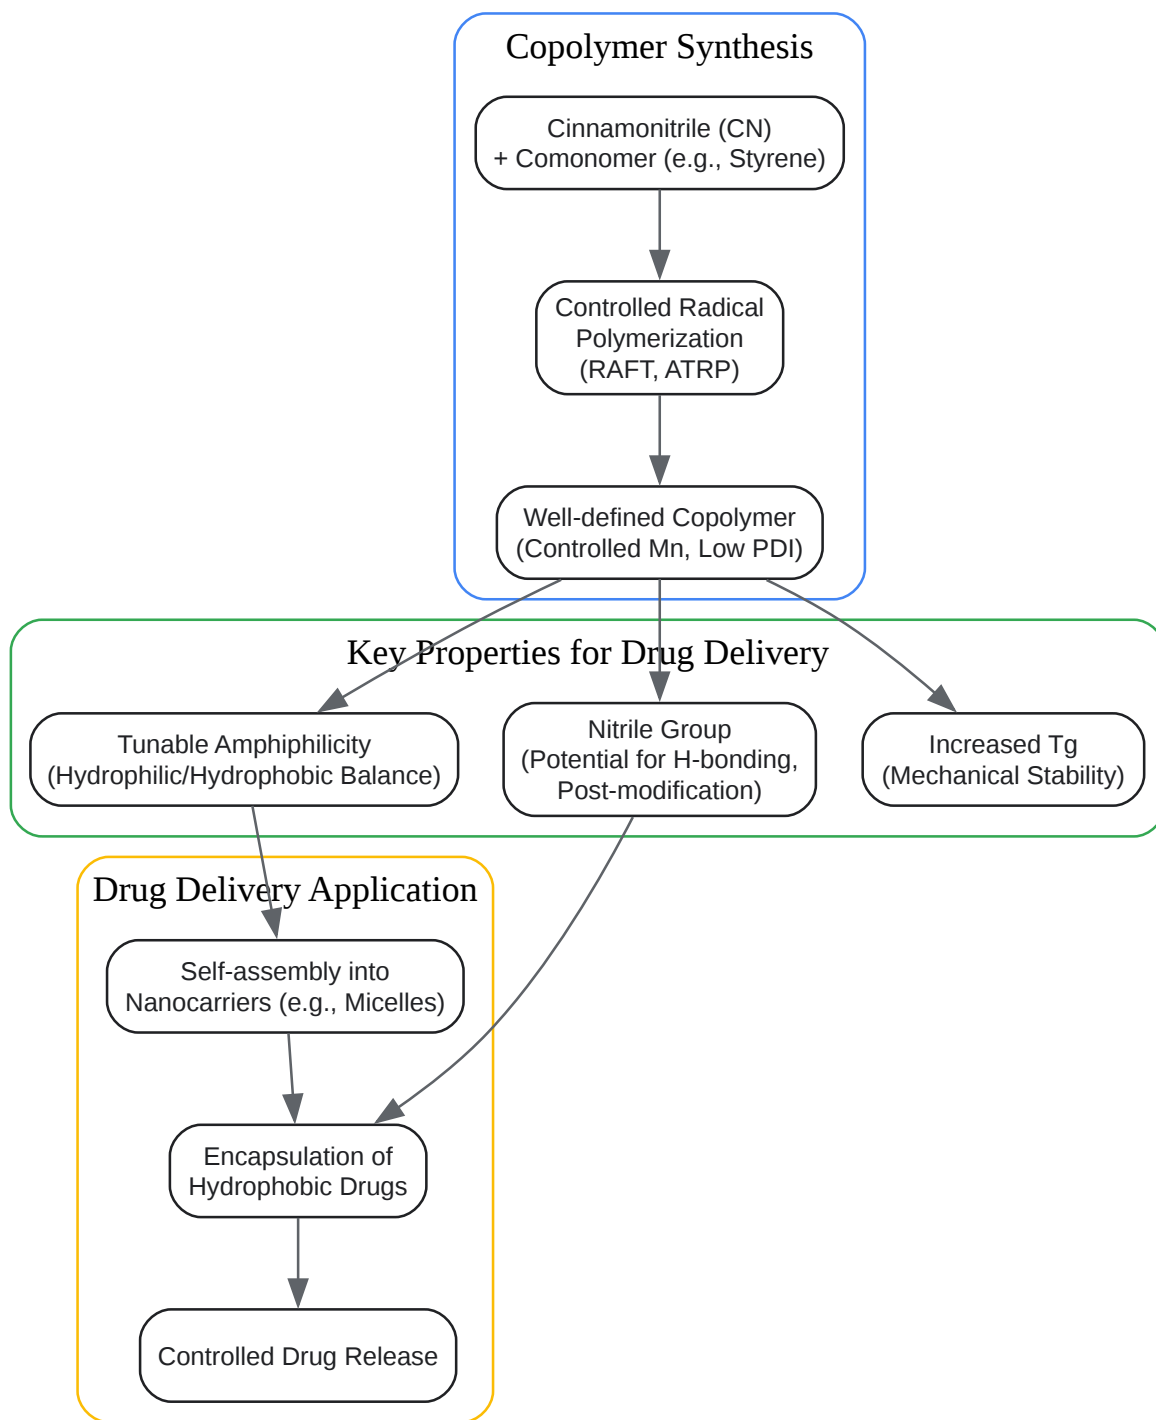 Copolymer Synthesis
Cinnamonitrile (CN)
+ Comonomer (e.g., Styrene)
Controlled Radical
Polymerization
(RAFT, ATRP)
Well-defined Copolymer
(Controlled Mn, Low PDI)
Key Properties for Drug Delivery
Tunable Amphiphilicity
(Hydrophilic/Hydrophobic Balance)
Nitrile Group
(Potential for H-bonding,
Post-modification)
Increased Tg
(Mechanical Stability)
Drug Delivery Application
Self-assembly into
Nanocarriers (e.g., Micelles)
Encapsulation of
Hydrophobic Drugs
Controlled Drug Release